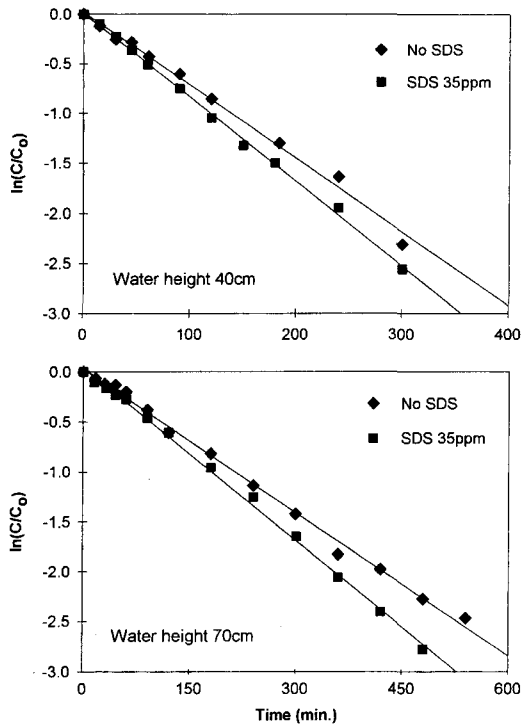 0.0
-0.5
-1.0
-1.5
-2.0
-2.5
-3.0
ln(C/Co)
No SDS
SDS 35ppm
Water height 40cm
0 100 200 300 400
0.0
-0.5
-1.0
-1.5
-2.0
-2.5
-3.0
ln(C/Co)
No SDS
SDS 35ppm
Water height 70cm
0 150 300 450 600
Time (min.)